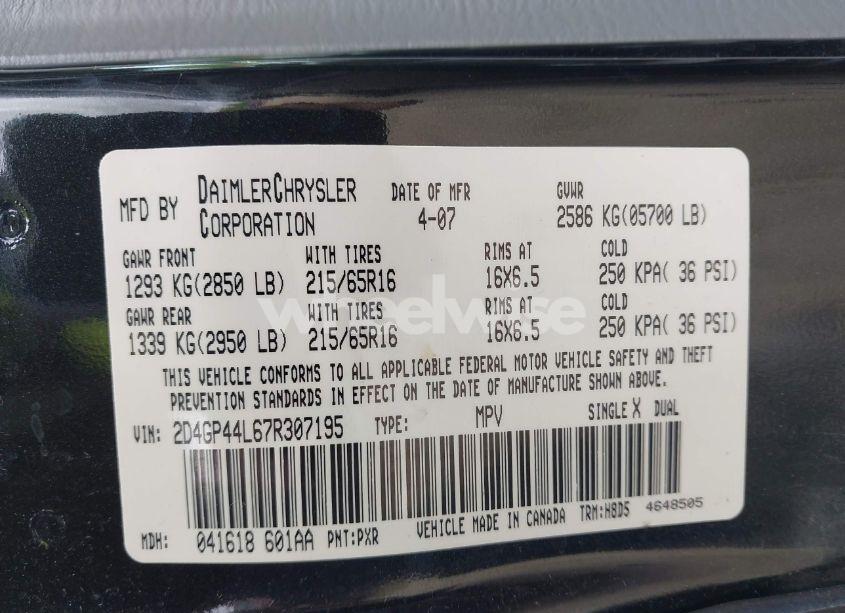 MFD BY DAIMLERCHRYSLER CORPORATION DATE OF MFR 4-07 GVWR 2586 KG(05700 LB)
GAWR FRONT WITH TIRES RIMS AT COLD
1293 KG(2850 LB) 215/65R16 16X6.5 250 KPA( 36 PSI)
GAWR REAR WITH TIRES RIMS AT COLD
1339 KG(2950 LB) 215/65R16 16X6.5 250 KPA( 36 PSI)
wheelwise
THIS VEHICLE CONFORMS TO ALL APPLICABLE FEDERAL MOTOR VEHICLE SAFETY AND THEFT
PREVENTION STANDARDS IN EFFECT ON THE DATE OF MANUFACTURE SHOWN ABOVE.
VIN: 2D4GP44L67R307195 TYPE: MPV SINGLE X DUAL
MDH: 041618 601AA PNT:PXR VEHICLE MADE IN CANADA TRM:H8D5 4648505